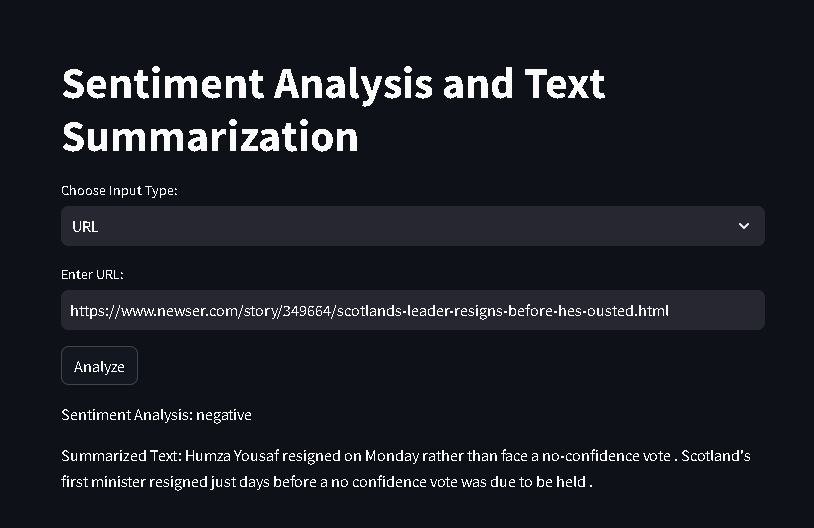 Sentiment Analysis and Text
Summarization
Choose Input Type:
URL
Enter URL:
https://www.newser.com/story/349664/scotlands-leader-resigns-before-hes-ousted.html
Analyze
Sentiment Analysis: negative
Summarized Text: Humza Yousaf resigned on Monday rather than face a no-confidence vote . Scotland's
first minister resigned just days before a no confidence vote was due to be held .